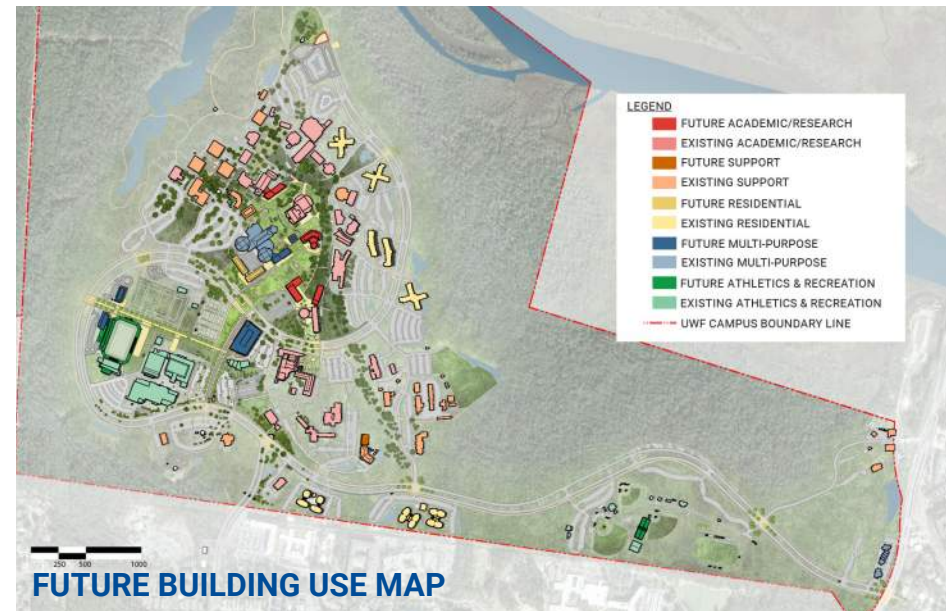 LEGEND
FUTURE ACADEMIC/RESEARCH
EXISTING ACADEMIC/RESEARCH
FUTURE SUPPORT
EXISTING SUPPORT
FUTURE RESIDENTIAL
EXISTING RESIDENTIAL
FUTURE MULTI-PURPOSE
EXISTING MULTI-PURPOSE
FUTURE ATHLETICS & RECREATION
EXISTING ATHLETICS & RECREATION
UWF CAMPUS BOUNDARY LINE
250 500 1000
FUTURE BUILDING USE MAP